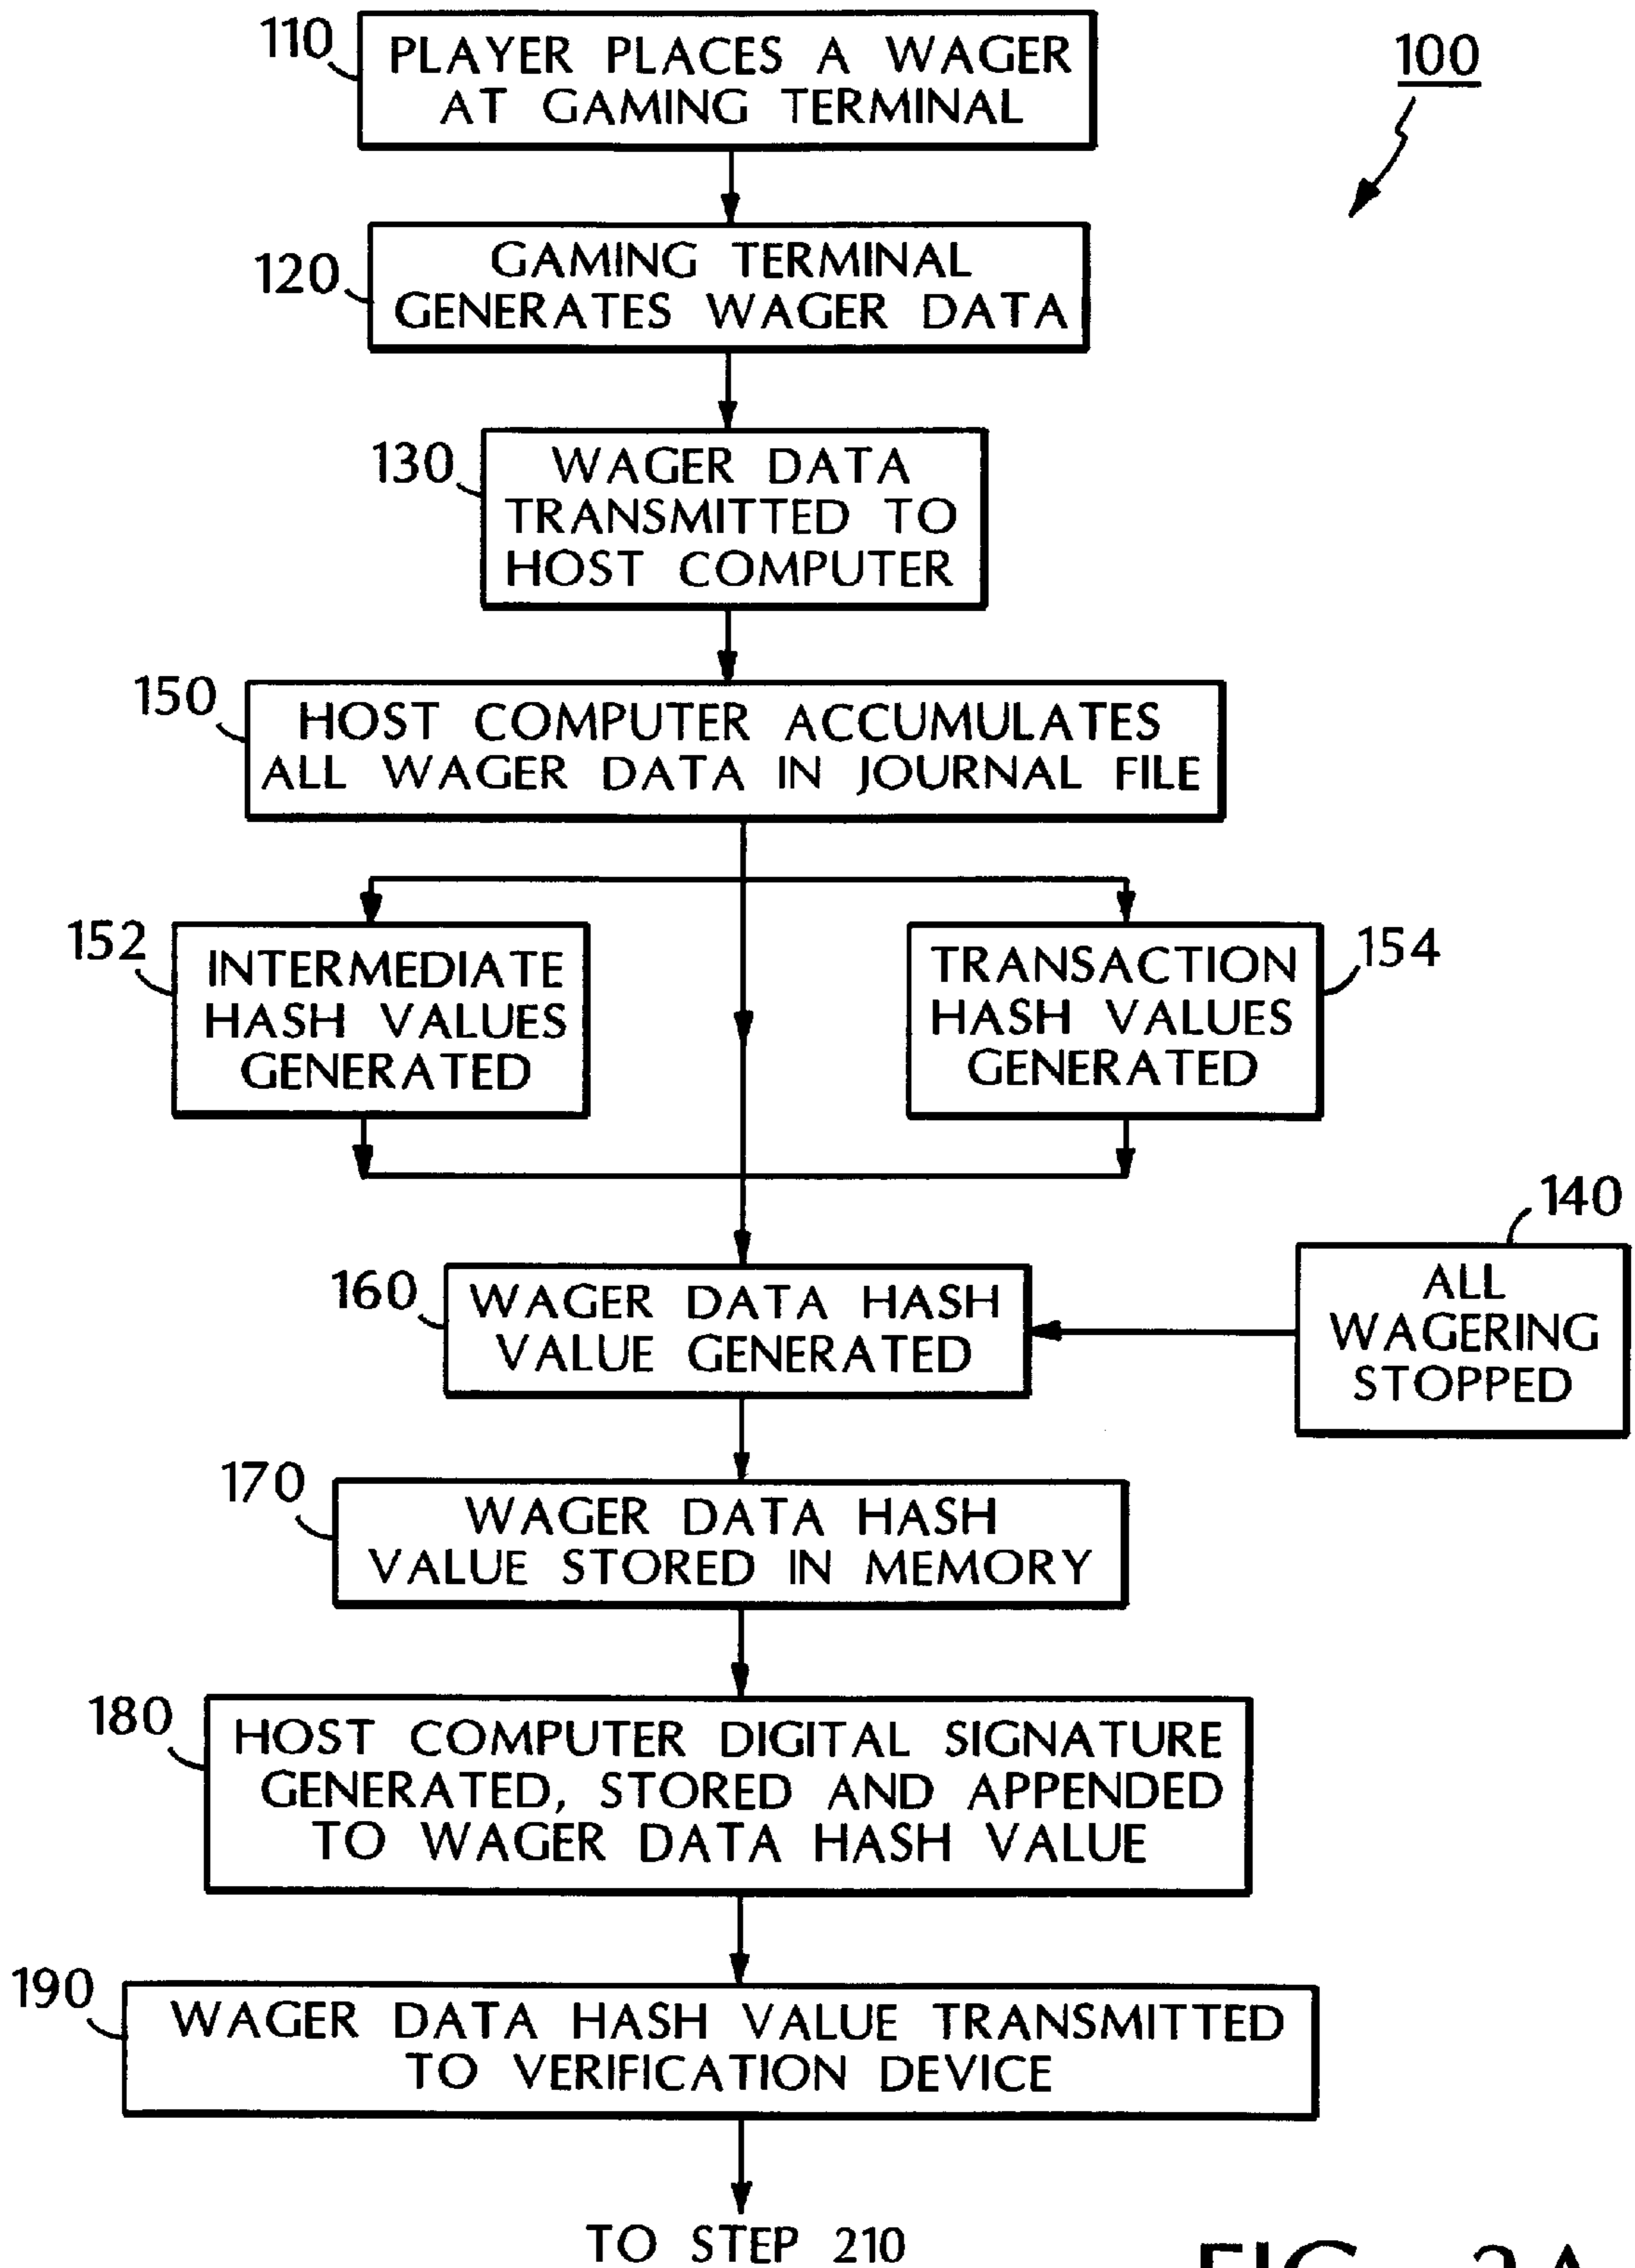 110
PLAYER PLACES A WAGER
AT GAMING TERMINAL
100
120
GAMING TERMINAL
GENERATES WAGER DATA
130
WAGER DATA
TRANSMITTED TO
HOST COMPUTER
150
HOST COMPUTER ACCUMULATES
ALL WAGER DATA IN JOURNAL FILE
152
INTERMEDIATE
HASH VALUES
GENERATED
154
TRANSACTION
HASH VALUES
GENERATED
140
ALL
WAGERING
STOPPED
160
WAGER DATA HASH
VALUE GENERATED
170
WAGER DATA HASH
VALUE STORED IN MEMORY
180
HOST COMPUTER DIGITAL SIGNATURE
GENERATED, STORED AND APPENDED
TO WAGER DATA HASH VALUE
190
WAGER DATA HASH VALUE TRANSMITTED
TO VERIFICATION DEVICE
TO STEP 210
FIG. 2A